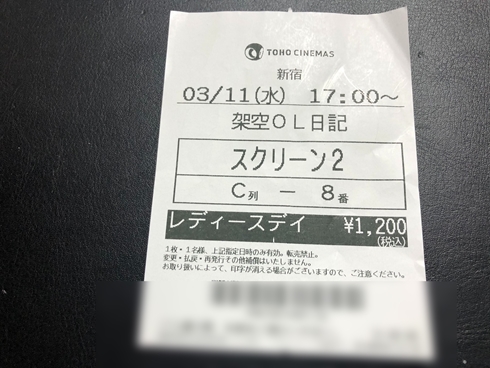 TOHO CINEMAS
新宿
03/11(水) 17:00～
架空OL日記
スクリーン2
C列 － 8番
レディースデイ ¥1,200
(税込)
1枚・1名様、上記指定日時のみ有効。転売禁止。
変更・払戻・再発行その他補償はいたしません。
お取り扱いによって、印字が消える場合がございますので、ご注意ください。